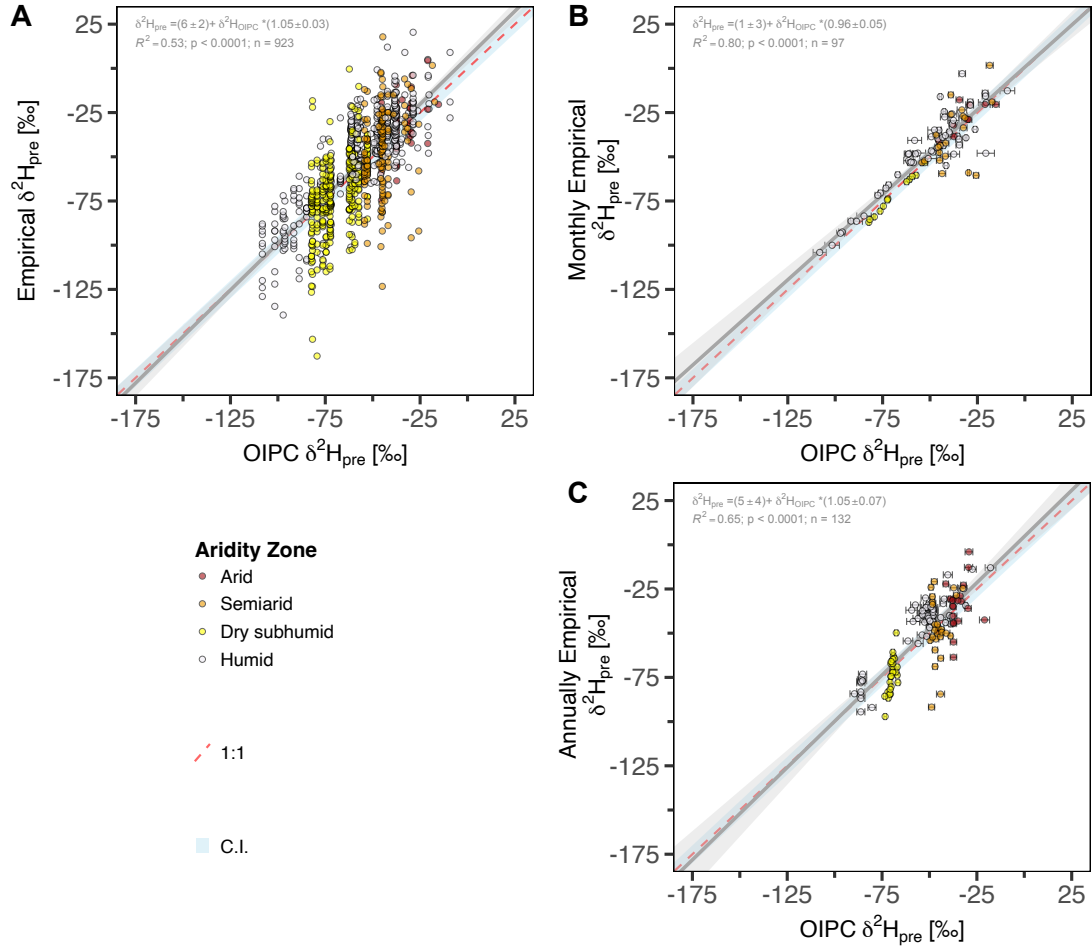 A
δ²Hpre =(6 ± 2)+ δ²HOIPC *(1.05±0.03)
R² = 0.53; p < 0.0001; n = 923
25
-25
-75
-125
-175
Empirical δ²Hpre [‰]
-175 -125 -75 -25 25
OIPC δ²Hpre [‰]
B
δ²Hpre =(1 ± 3)+ δ²HOIPC *(0.96±0.05)
R² = 0.80; p < 0.0001; n = 97
25
-25
-75
-125
-175
Monthly Empirical
δ²Hpre [‰]
-175 -125 -75 -25 25
OIPC δ²Hpre [‰]
Aridity Zone
Arid
Semiarid
Dry subhumid
Humid
1:1
C.I.
C
δ²Hpre =(5 ± 4)+ δ²HOIPC *(1.05±0.07)
R² = 0.65; p < 0.0001; n = 132
25
-25
-75
-125
-175
Annually Empirical
δ²Hpre [‰]
-175 -125 -75 -25 25
OIPC δ²Hpre [‰]